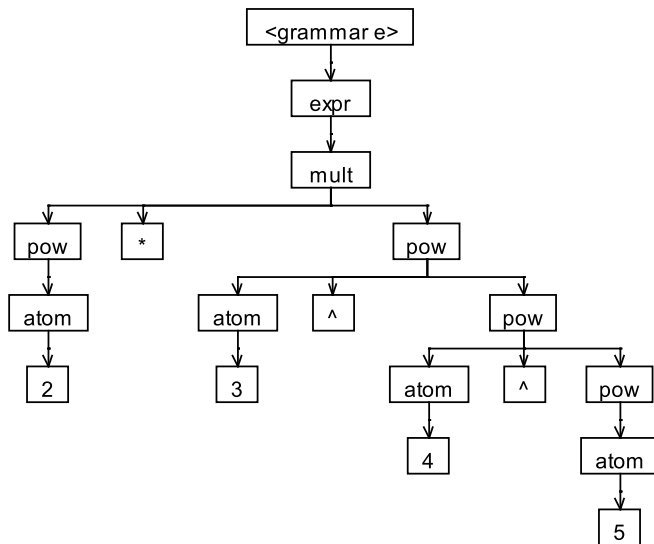 <grammar e>
expr
mult
pow * pow
atom atom ^ pow
2 3 atom ^ pow
4 atom
5